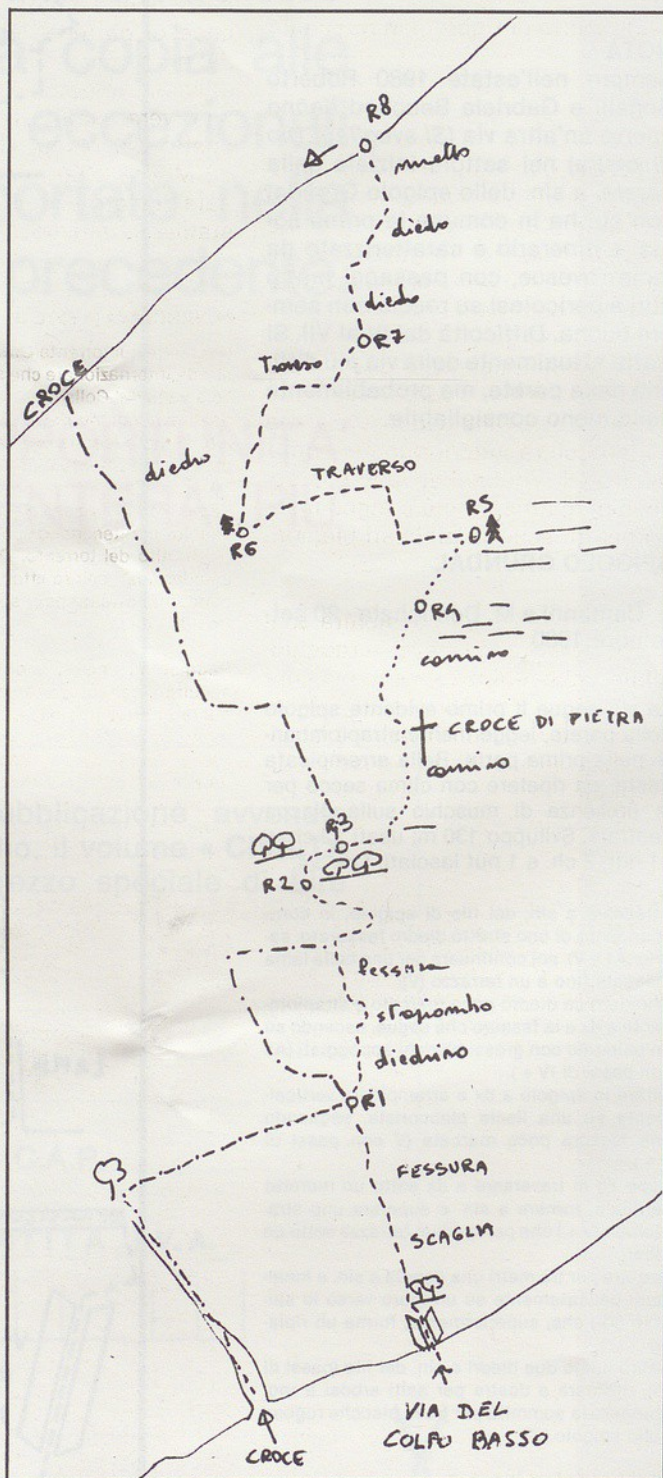 R8
muretto
diedro
diedro
R7
Traverso
CROCE
diedro
TRAVERSO
R5
R6
R4
camino
CROCE DI PIETRA
camino
R3
R2
fessura
strapiombo
diedrino
R1
FESSURA
SCAGLIA
VIA DEL
COLPO BASSO
CROCE